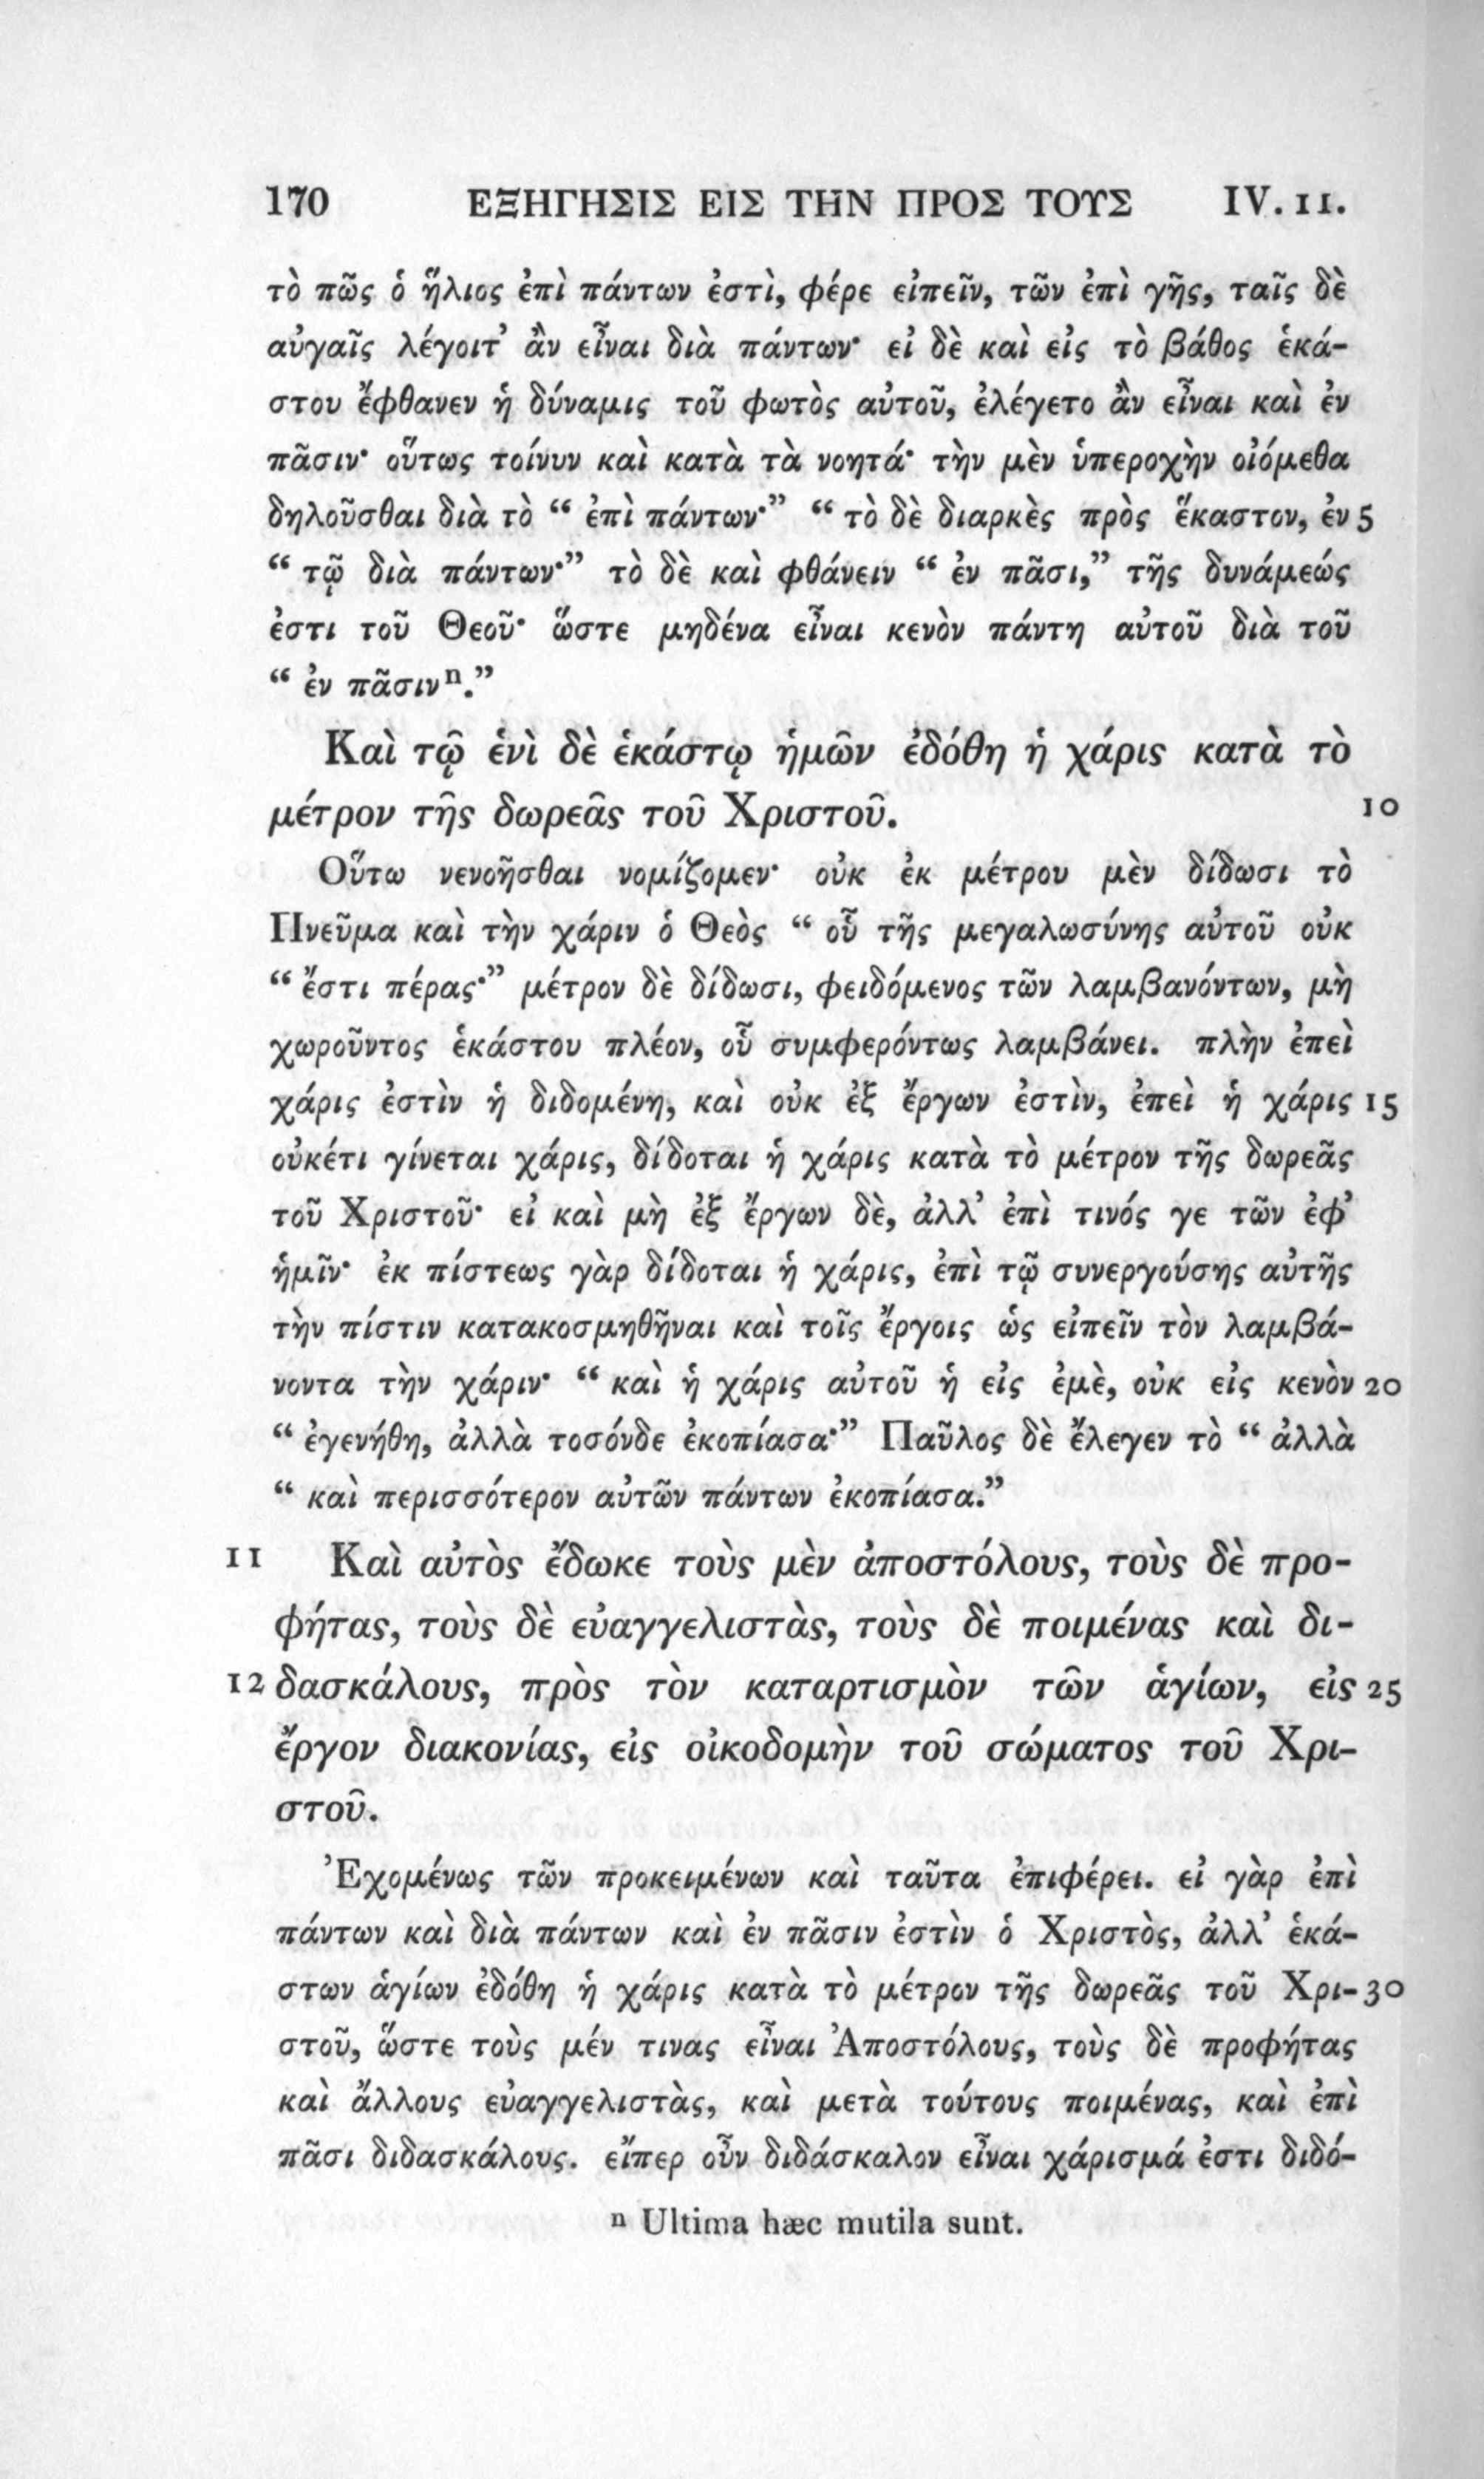 170 ΕΞΗΓΗΣΙΣ ΕΙΣ ΤΗΝ ΠΡΟΣ ΤΟΥΣ IV. 11.
τὸ πῶς ὁ ἥλιος ἐπὶ πάντων ἐστὶ, φέρε εἰπεῖν, τῶν ἐπὶ γῆς, ταῖς δὲ
αὐγαῖς λέγοιτ’ ἂν εἶναι διὰ πάντων· εἰ δὲ καὶ εἰς τὸ βάθος ἑκά-
στου ἔφθανεν ἡ δύναμις τοῦ φωτὸς αὐτοῦ, ἐλέγετο ἂν εἶναι καὶ ἐν
πᾶσιν· οὕτως τοίνυν καὶ κατὰ τὰ νοητά· τὴν μὲν ὑπεροχὴν οἰόμεθα
δηλοῦσθαι διὰ τὸ “ ἐπὶ πάντων·” “ τὸ δὲ διαρκὲς πρὸς ἕκαστον, ἐν 5
“ τῷ διὰ πάντων·” τὸ δὲ καὶ φθάνειν “ ἐν πᾶσι,” τῆς δυνάμεώς
ἐστι τοῦ Θεοῦ· ὥστε μηδένα εἶναι κενὸν πάντη αὐτοῦ διὰ τοῦ
“ ἐν πᾶσιν n.”
Καὶ τῷ ἑνὶ δὲ ἑκάστῳ ἡμῶν ἐδόθη ἡ χάρις κατὰ τὸ
μέτρον τῆς δωρεᾶς τοῦ Χριστοῦ. 10
Οὕτω νενοῆσθαι νομίζομεν· οὐκ ἐκ μέτρου μὲν δίδωσι τὸ
Πνεῦμα καὶ τὴν χάριν ὁ Θεὸς “ οὗ τῆς μεγαλωσύνης αὐτοῦ οὐκ
“ ἔστι πέρας·” μέτρον δὲ δίδωσι, φειδόμενος τῶν λαμβανόντων, μὴ
χωροῦντος ἑκάστου πλέον, οὗ συμφερόντως λαμβάνει. πλὴν ἐπεὶ
χάρις ἐστὶν ἡ διδομένη, καὶ οὐκ ἐξ ἔργων ἐστὶν, ἐπεὶ ἡ χάρις 15
οὐκέτι γίνεται χάρις, δίδοται ἡ χάρις κατὰ τὸ μέτρον τῆς δωρεᾶς
τοῦ Χριστοῦ· εἰ καὶ μὴ ἐξ ἔργων δὲ, ἀλλ’ ἐπὶ τινός γε τῶν ἐφ’
ἡμῖν· ἐκ πίστεως γὰρ δίδοται ἡ χάρις, ἐπὶ τῷ συνεργούσης αὐτῆς
τὴν πίστιν κατακοσμηθῆναι καὶ τοῖς ἔργοις ὡς εἰπεῖν τὸν λαμβά-
νοντα τὴν χάριν· “ καὶ ἡ χάρις αὐτοῦ ἡ εἰς ἐμὲ, οὐκ εἰς κενὸν 20
“ ἐγενήθη, ἀλλὰ τοσόνδε ἐκοπίασα·” Παῦλος δὲ ἔλεγεν τὸ “ ἀλλὰ
“ καὶ περισσότερον αὐτῶν πάντων ἐκοπίασα.”
11 Καὶ αὐτὸς ἔδωκε τοὺς μὲν ἀποστόλους, τοὺς δὲ προ-
φήτας, τοὺς δὲ εὐαγγελιστὰς, τοὺς δὲ ποιμένας καὶ δι-
12 δασκάλους, πρὸς τὸν καταρτισμὸν τῶν ἁγίων, εἰς 25
ἔργον διακονίας, εἰς οἰκοδομὴν τοῦ σώματος τοῦ Χρι-
στοῦ.
Ἐχομένως τῶν προκειμένων καὶ ταῦτα ἐπιφέρει. εἰ γὰρ ἐπὶ
πάντων καὶ διὰ πάντων καὶ ἐν πᾶσιν ἐστὶν ὁ Χριστὸς, ἀλλ’ ἑκά-
στων ἁγίων ἐδόθη ἡ χάρις κατὰ τὸ μέτρον τῆς δωρεᾶς τοῦ Χρι- 30
στοῦ, ὥστε τοὺς μέν τινας εἶναι Ἀποστόλους, τοὺς δὲ προφήτας
καὶ ἄλλους εὐαγγελιστὰς, καὶ μετὰ τούτους ποιμένας, καὶ ἐπὶ
πᾶσι διδασκάλους. εἴπερ οὖν διδάσκαλον εἶναι χάρισμά ἐστι διδό-
n Ultima hæc mutila sunt.